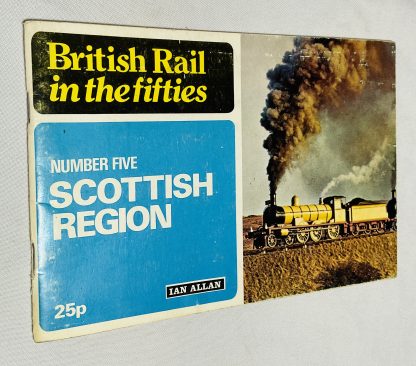 British Rail
in the fifties
NUMBER FIVE
SCOTTISH
REGION
IAN ALLAN
25p